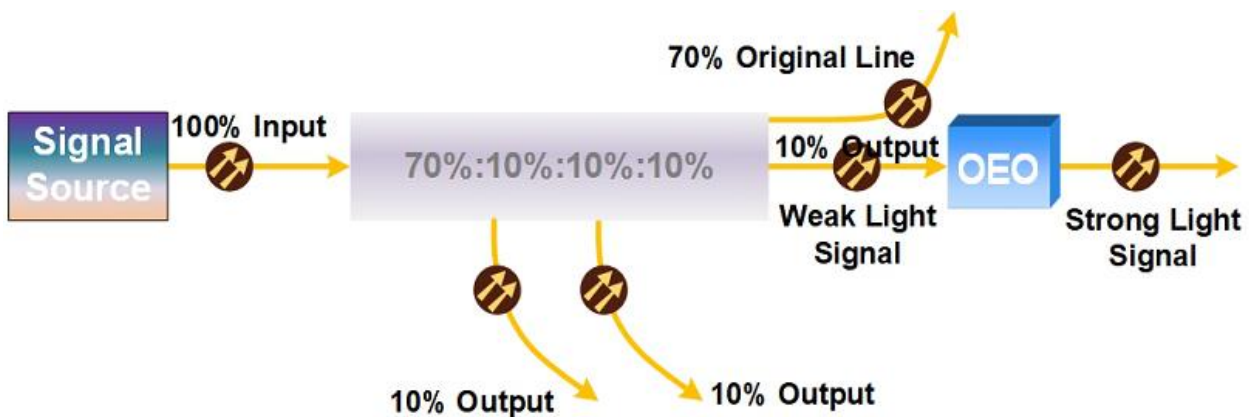 70% Original Line
Signal
Source
100% Input
70%:10%:10%:10%
10% Output
OEO
Weak Light
Signal
Strong Light
Signal
10% Output
10% Output